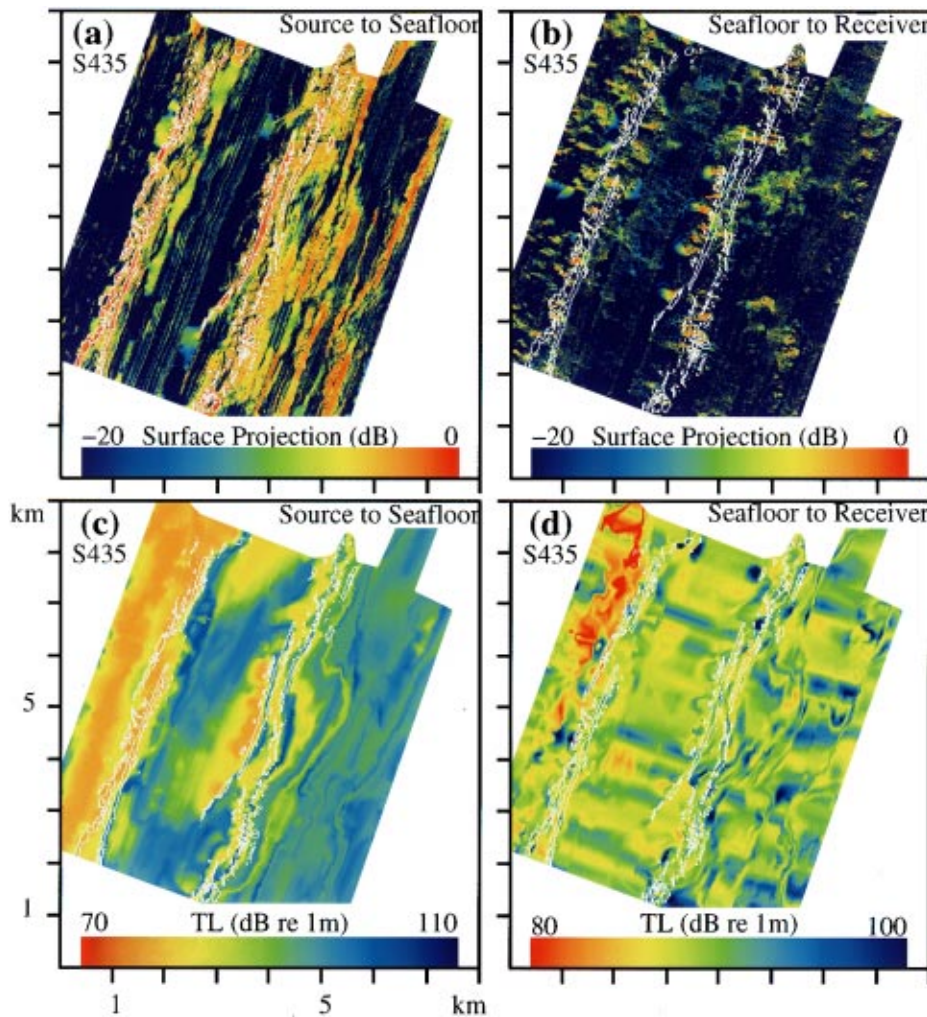 (a) Source to Seafloor
S435
−20 Surface Projection (dB) 0
(b) Seafloor to Receiver
S435
−20 Surface Projection (dB) 0
km
(c) Source to Seafloor
S435
5
1
70 TL (dB re 1m) 110
1 5 km
(d) Seafloor to Receiver
S435
80 TL (dB re 1m) 100